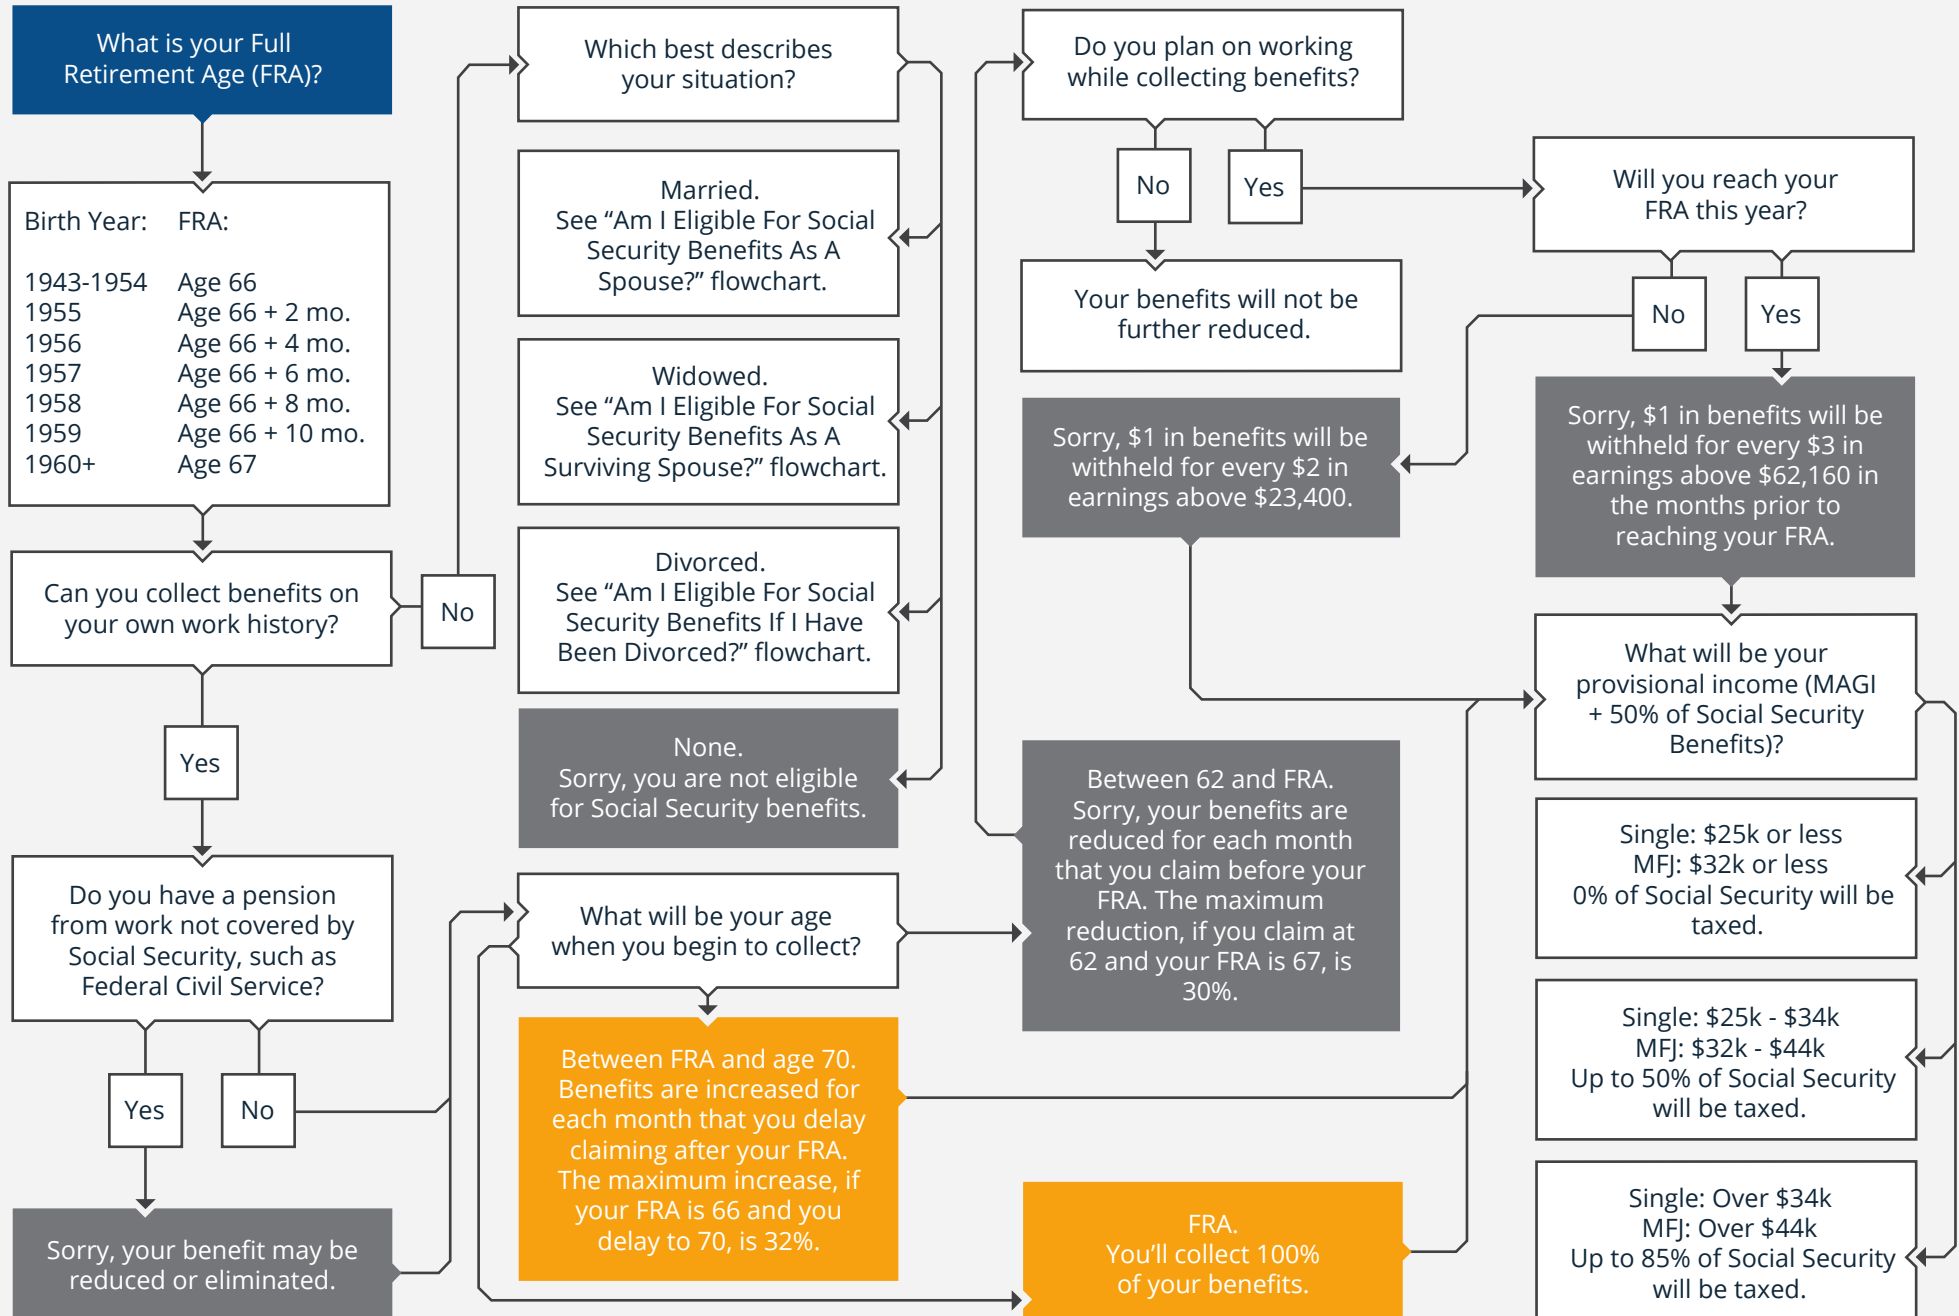 What is your Full
Retirement Age (FRA)?
Birth Year: FRA:
1943-1954 Age 66
1955 Age 66 + 2 mo.
1956 Age 66 + 4 mo.
1957 Age 66 + 6 mo.
1958 Age 66 + 8 mo.
1959 Age 66 + 10 mo.
1960+ Age 67
Can you collect benefits on
your own work history?
No
Yes
Do you have a pension
from work not covered by
Social Security, such as
Federal Civil Service?
Yes
No
Sorry, your benefit may be
reduced or eliminated.
Which best describes
your situation?
Married.
See “Am I Eligible For Social
Security Benefits As A
Spouse?” flowchart.
Widowed.
See “Am I Eligible For Social
Security Benefits As A
Surviving Spouse?” flowchart.
Divorced.
See “Am I Eligible For Social
Security Benefits If I Have
Been Divorced?” flowchart.
None.
Sorry, you are not eligible
for Social Security benefits.
What will be your age
when you begin to collect?
Between FRA and age 70.
Benefits are increased for
each month that you delay
claiming after your FRA.
The maximum increase, if
your FRA is 66 and you
delay to 70, is 32%.
Do you plan on working
while collecting benefits?
No
Yes
Your benefits will not be
further reduced.
Sorry, $1 in benefits will be
withheld for every $2 in
earnings above $23,400.
Between 62 and FRA.
Sorry, your benefits are
reduced for each month
that you claim before your
FRA. The maximum
reduction, if you claim at
62 and your FRA is 67, is
30%.
FRA.
You’ll collect 100%
of your benefits.
Will you reach your
FRA this year?
No
Yes
Sorry, $1 in benefits will be
withheld for every $3 in
earnings above $62,160 in
the months prior to
reaching your FRA.
What will be your
provisional income (MAGI
+ 50% of Social Security
Benefits)?
Single: $25k or less
MFJ: $32k or less
0% of Social Security will be
taxed.
Single: $25k - $34k
MFJ: $32k - $44k
Up to 50% of Social Security
will be taxed.
Single: Over $34k
MFJ: Over $44k
Up to 85% of Social Security
will be taxed.